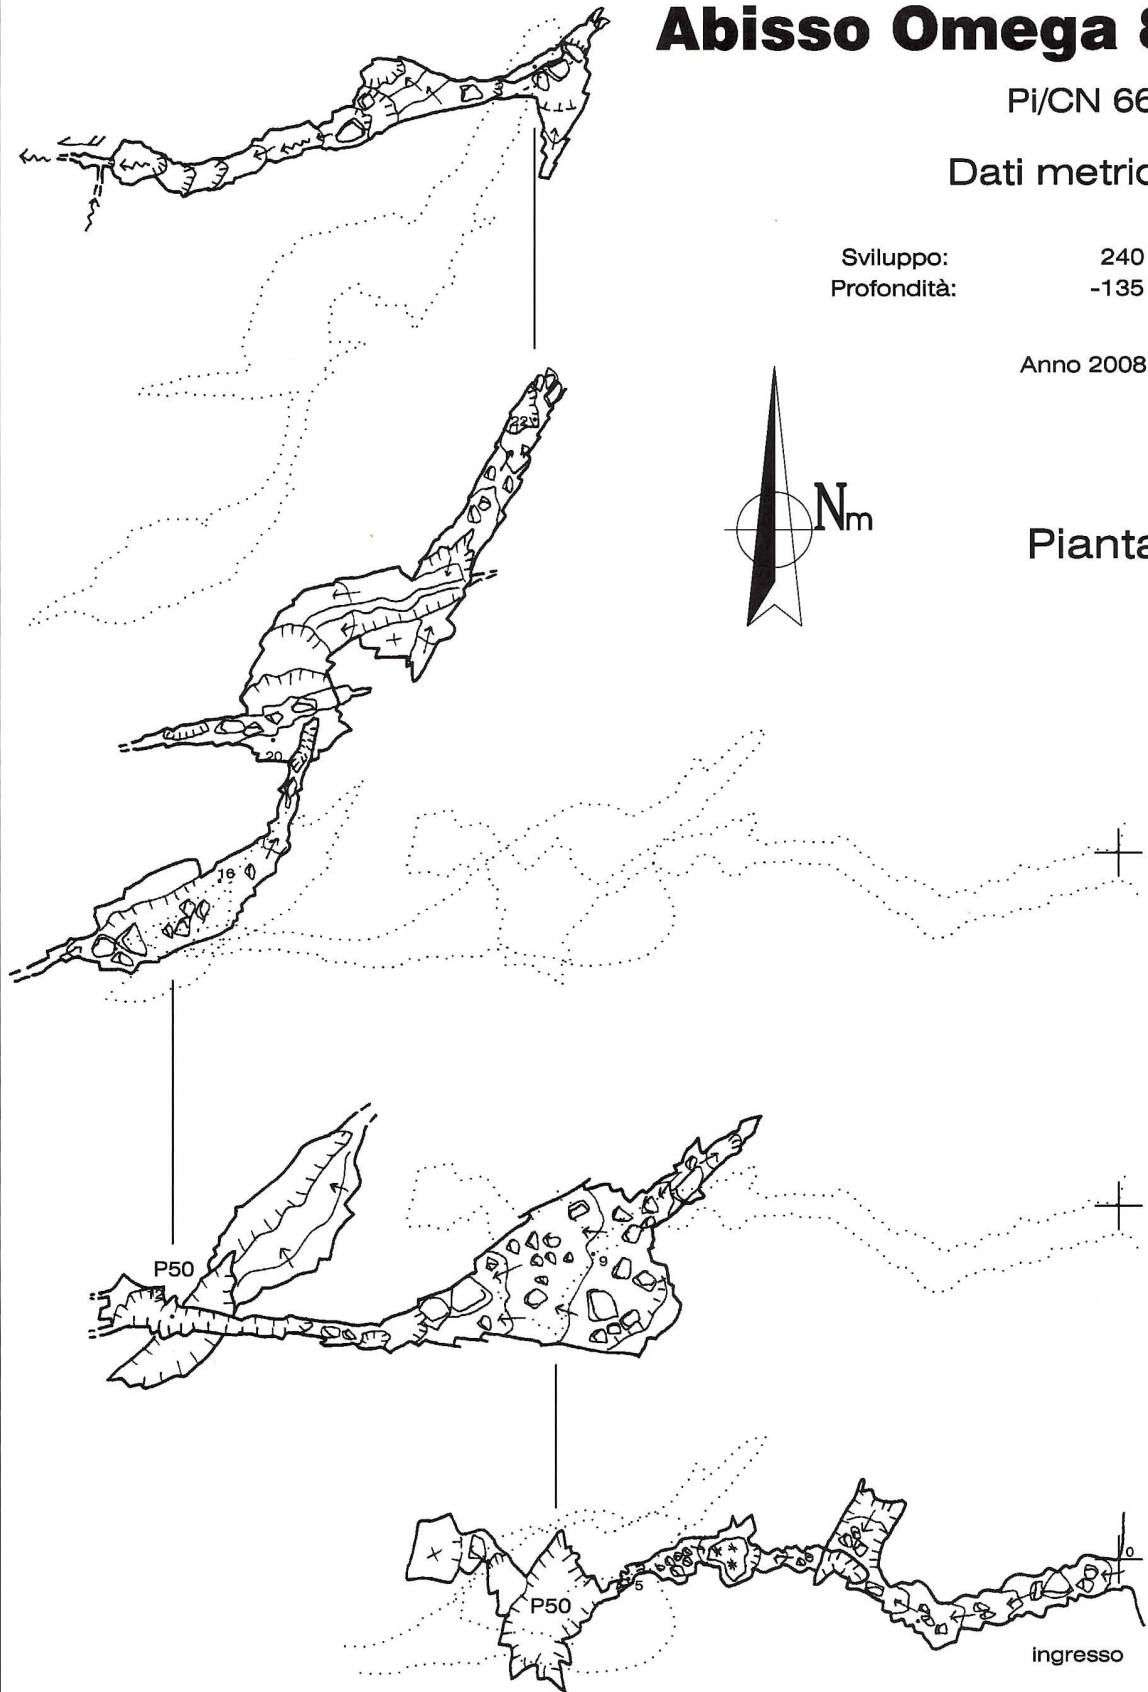 Abisso Omega 8
Pi/CN 66
Dati metric
Sviluppo: 240
Profondità: -135
Anno 2008
Nm
Pianta
22
20
16
P50
12
9
P50
5
0
ingresso